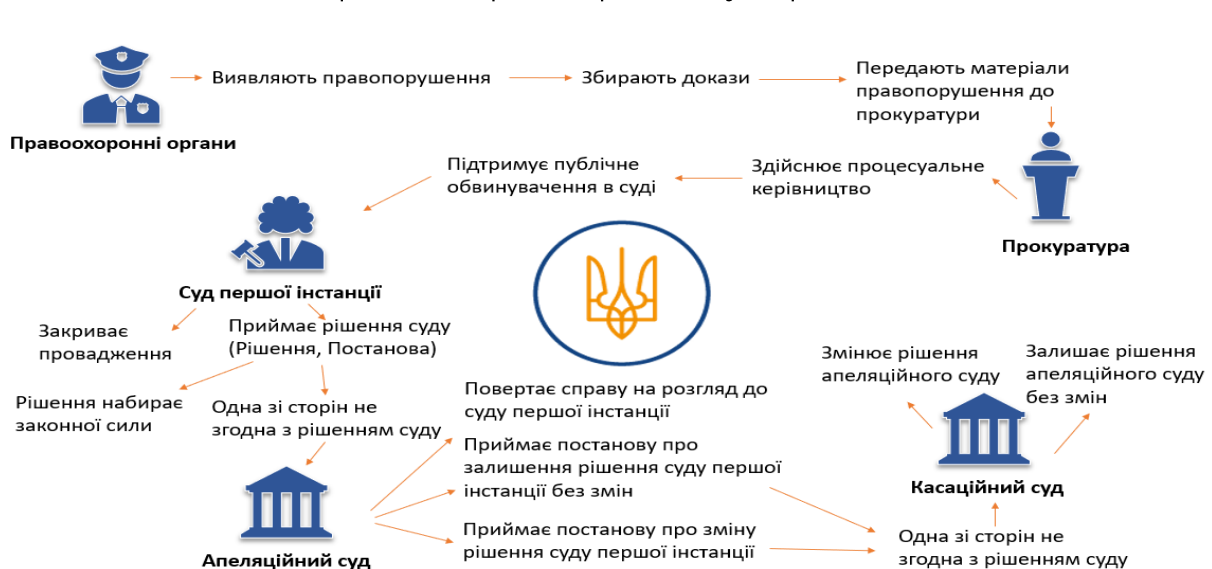 Виявляють правопорушення
Збирають докази
Передають матеріали
правопорушення до
прокуратури
Правоохоронні органи
Підтримує публічне
обвинувачення в суді
Здійснює процесуальне
керівництво
Прокуратура
Суд першої інстанції
Закриває
провадження
Приймає рішення суду
(Рішення, Постанова)
Рішення набирає
законної сили
Одна зі сторін не
згодна з рішенням суду
Апеляційний суд
Повертає справу на розгляд до
суду першої інстанції
Приймає постанову про
залишення рішення суду першої
інстанції без змін
Приймає постанову про зміну
рішення суду першої інстанції
Змінює рішення
апеляційного суду
Залишає рішення
апеляційного суду
без змін
Касаційний суд
Одна зі сторін не
згодна з рішенням суду